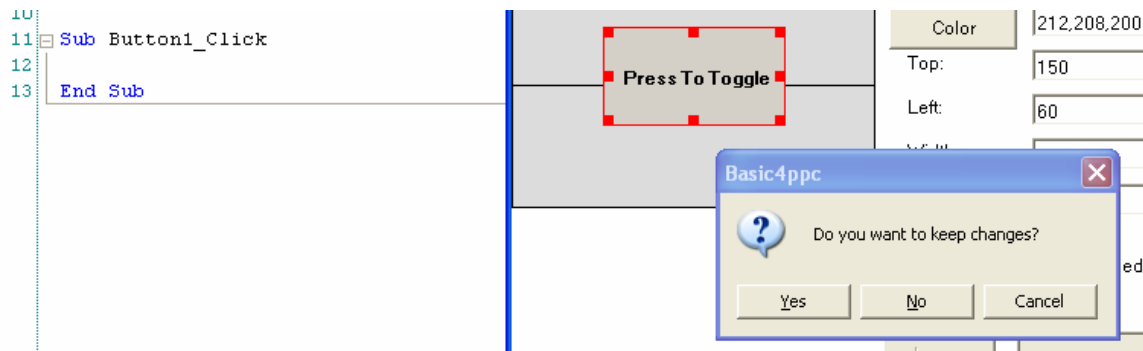 10
11 Sub Button1_Click
12
13 End Sub
Press To Toggle
Color 212,208,200
Top: 150
Left: 60
Basic4ppc
Do you want to keep changes?
Yes No Cancel
ed